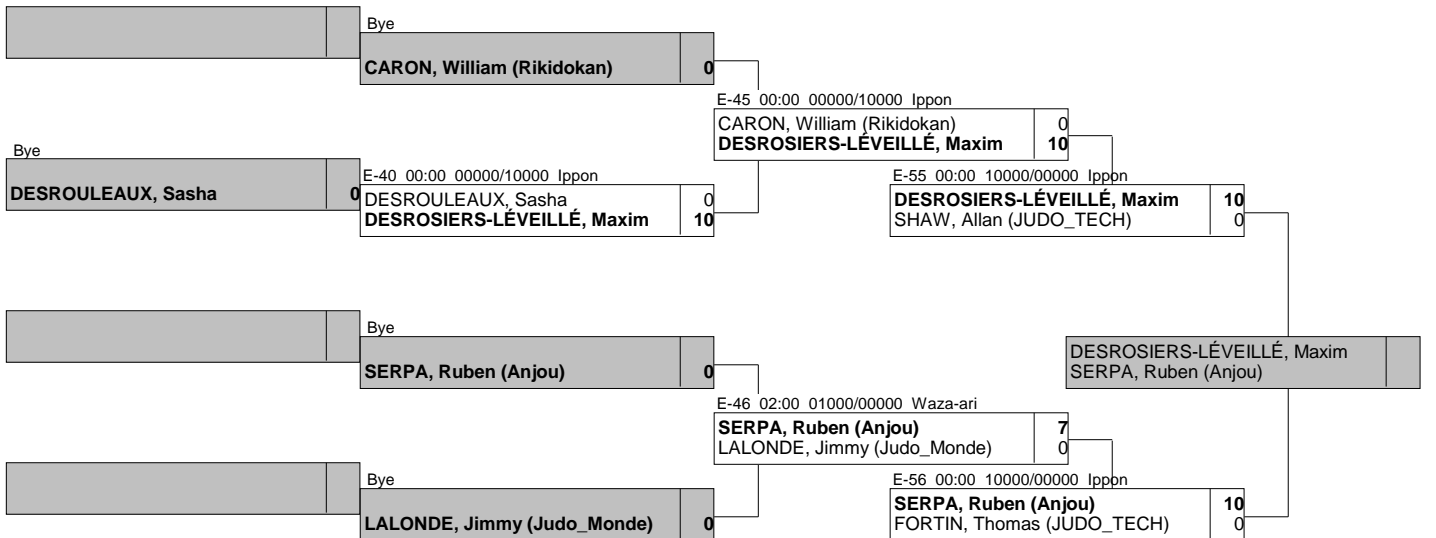 Bye
CARON, William (Rikidokan) 0
E-45 00:00 00000/10000 Ippon
CARON, William (Rikidokan) 0
DESROSIERS-LÉVEILLÉ, Maxim 10
Bye
DESROULEAUX, Sasha 0
E-40 00:00 00000/10000 Ippon
DESROULEAUX, Sasha 0
DESROSIERS-LÉVEILLÉ, Maxim 10
E-55 00:00 10000/00000 Ippon
DESROSIERS-LÉVEILLÉ, Maxim 10
SHAW, Allan (JUDO_TECH) 0
Bye
SERPA, Ruben (Anjou) 0
DESROSIERS-LÉVEILLÉ, Maxim
SERPA, Ruben (Anjou)
E-46 02:00 01000/00000 Waza-ari
SERPA, Ruben (Anjou) 7
LALONDE, Jimmy (Judo_Monde) 0
Bye
LALONDE, Jimmy (Judo_Monde) 0
E-56 00:00 10000/00000 Ippon
SERPA, Ruben (Anjou) 10
FORTIN, Thomas (JUDO_TECH) 0